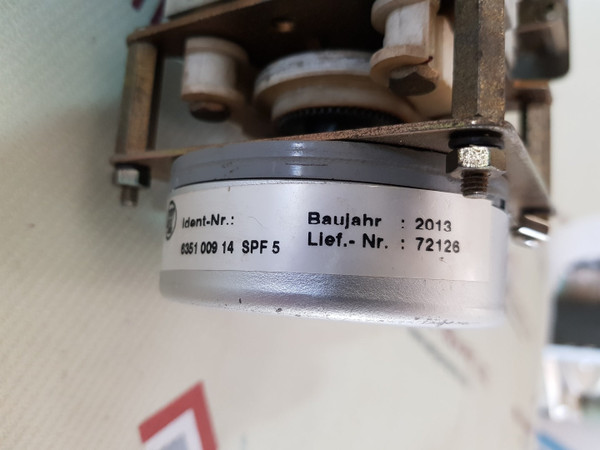 Ident-Nr.:
6351 009 14 SPF 5
Baujahr : 2013
Lief.- Nr. : 72126